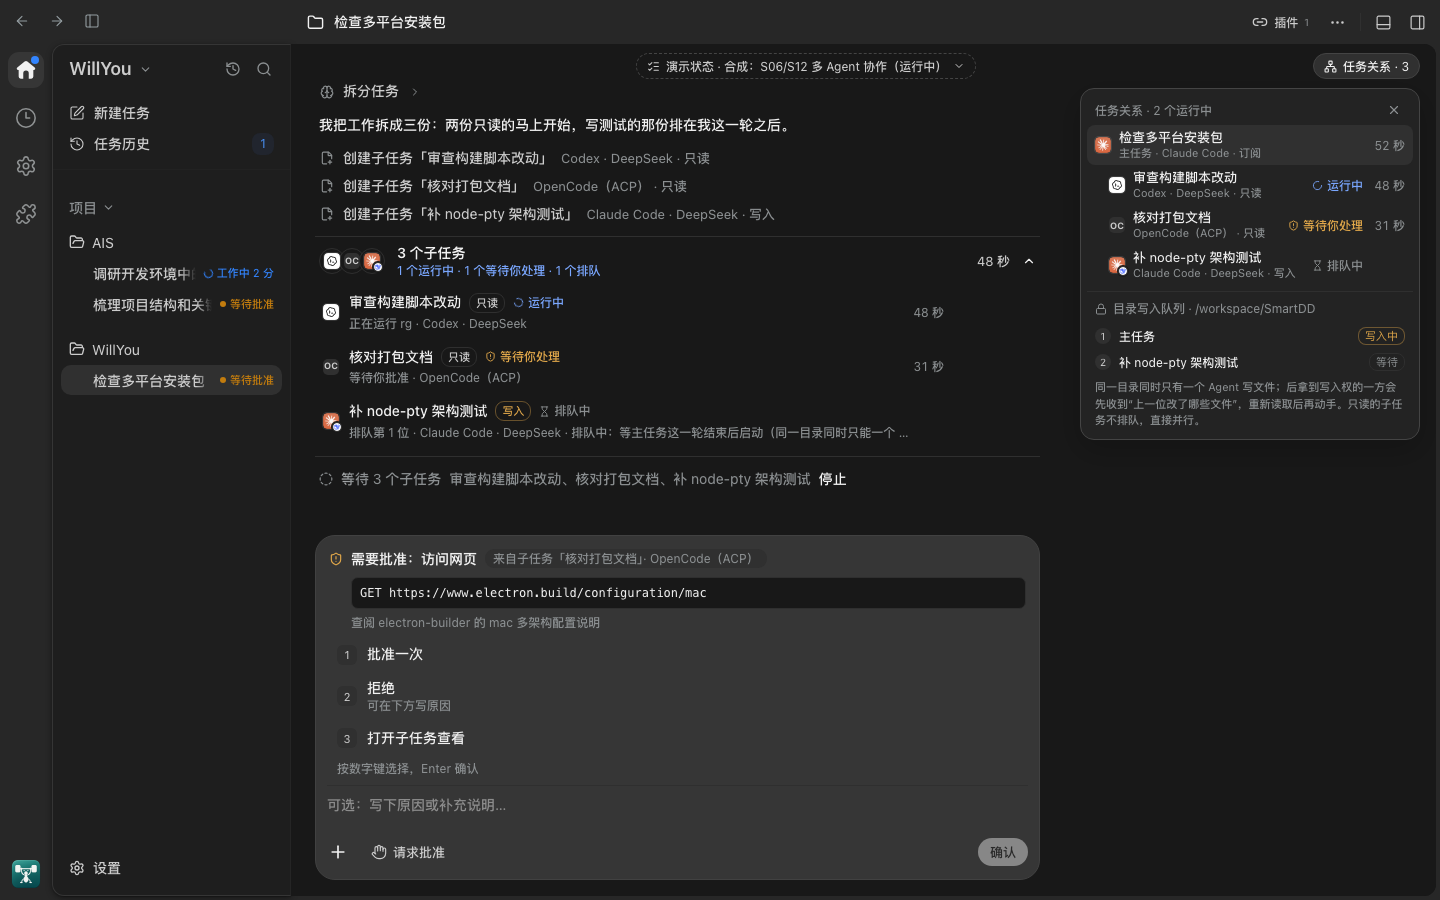 检查多平台安装包
插件 1
WillYou
新建任务
任务历史 1
项目
AIS
调研开发环境中 工作中 2 分
梳理项目结构和关 等待批准
WillYou
检查多平台安装包 等待批准
设置
演示状态 · 合成：S06/S12 多 Agent 协作（运行中）
拆分任务
我把工作拆成三份：两份只读的马上开始，写测试的那份排在我这一轮之后。
创建子任务「审查构建脚本改动」 Codex · DeepSeek · 只读
创建子任务「核对打包文档」 OpenCode（ACP） · 只读
创建子任务「补 node-pty 架构测试」 Claude Code · DeepSeek · 写入
OC
3 个子任务
1 个运行中 · 1 个等待你处理 · 1 个排队
48 秒
审查构建脚本改动 只读 运行中
正在运行 rg · Codex · DeepSeek
48 秒
OC
核对打包文档 只读 等待你处理
等待你批准 · OpenCode（ACP）
31 秒
补 node-pty 架构测试 写入 排队中
排队第 1 位 · Claude Code · DeepSeek · 排队中：等主任务这一轮结束后启动（同一目录同时只能一个 ...
等待 3 个子任务 审查构建脚本改动、核对打包文档、补 node-pty 架构测试 停止
需要批准：访问网页 来自子任务「核对打包文档」· OpenCode（ACP）
GET https://www.electron.build/configuration/mac
查阅 electron-builder 的 mac 多架构配置说明
1 批准一次
2 拒绝
可在下方写原因
3 打开子任务查看
按数字键选择，Enter 确认
可选：写下原因或补充说明...
请求批准
确认
任务关系 · 3
任务关系 · 2 个运行中
检查多平台安装包
主任务 · Claude Code · 订阅
52 秒
审查构建脚本改动
Codex · DeepSeek · 只读
运行中 48 秒
OC
核对打包文档
OpenCode（ACP） · 只读
等待你处理 31 秒
补 node-pty 架构测试
Claude Code · DeepSeek · 写入
排队中
目录写入队列 · /workspace/SmartDD
1 主任务 写入中
2 补 node-pty 架构测试 等待
同一目录同时只有一个 Agent 写文件；后拿到写入权的一方会
先收到“上一位改了哪些文件”，重新读取后再动手。只读的子任
务不排队，直接并行。